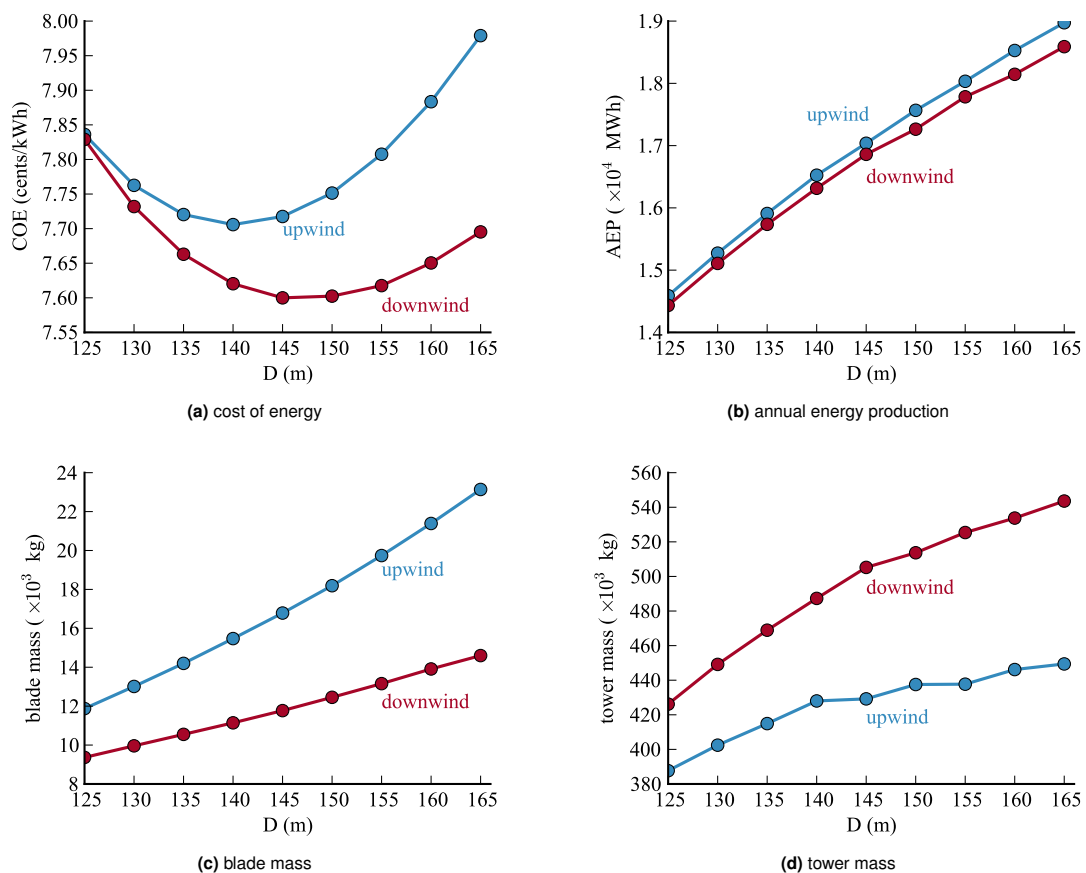 8.00
7.95
7.90
7.85
7.80
7.75
7.70
7.65
7.60
7.55
COE (cents/kWh)
upwind
downwind
125 130 135 140 145 150 155 160 165
D (m)
(a) cost of energy
1.9
1.8
1.7
1.6
1.5
1.4
AEP ( ×10⁴ MWh)
upwind
downwind
125 130 135 140 145 150 155 160 165
D (m)
(b) annual energy production
24
22
20
18
16
14
12
10
8
blade mass ( ×10³ kg)
upwind
downwind
125 130 135 140 145 150 155 160 165
D (m)
(c) blade mass
560
540
520
500
480
460
440
420
400
380
tower mass ( ×10³ kg)
downwind
upwind
125 130 135 140 145 150 155 160 165
D (m)
(d) tower mass